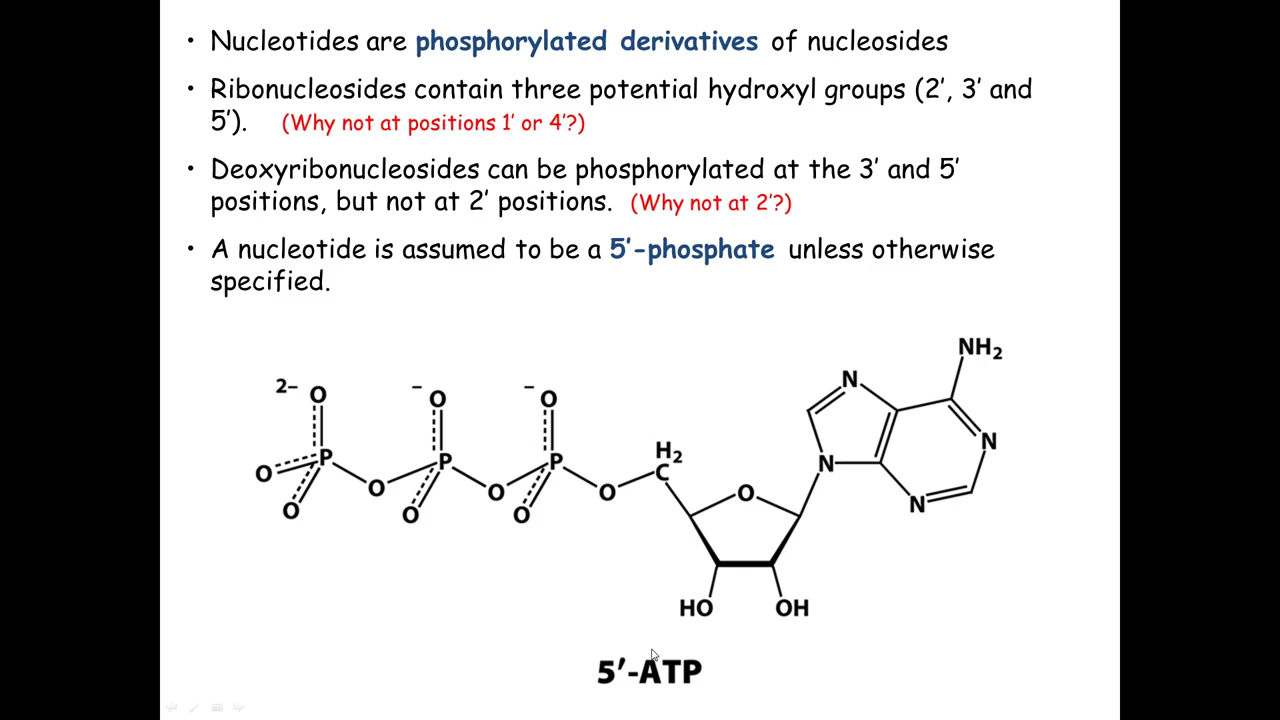 • Nucleotides are phosphorylated derivatives of nucleosides
• Ribonucleosides contain three potential hydroxyl groups (2’, 3’ and
5’). (Why not at positions 1’ or 4’?)
• Deoxyribonucleosides can be phosphorylated at the 3’ and 5’
positions, but not at 2’ positions. (Why not at 2’?)
• A nucleotide is assumed to be a 5’-phosphate unless otherwise
specified.
NH₂
2– O – O – O N
H₂
O P P P C N N
O O O O O O O N
HO OH
5′-ATP